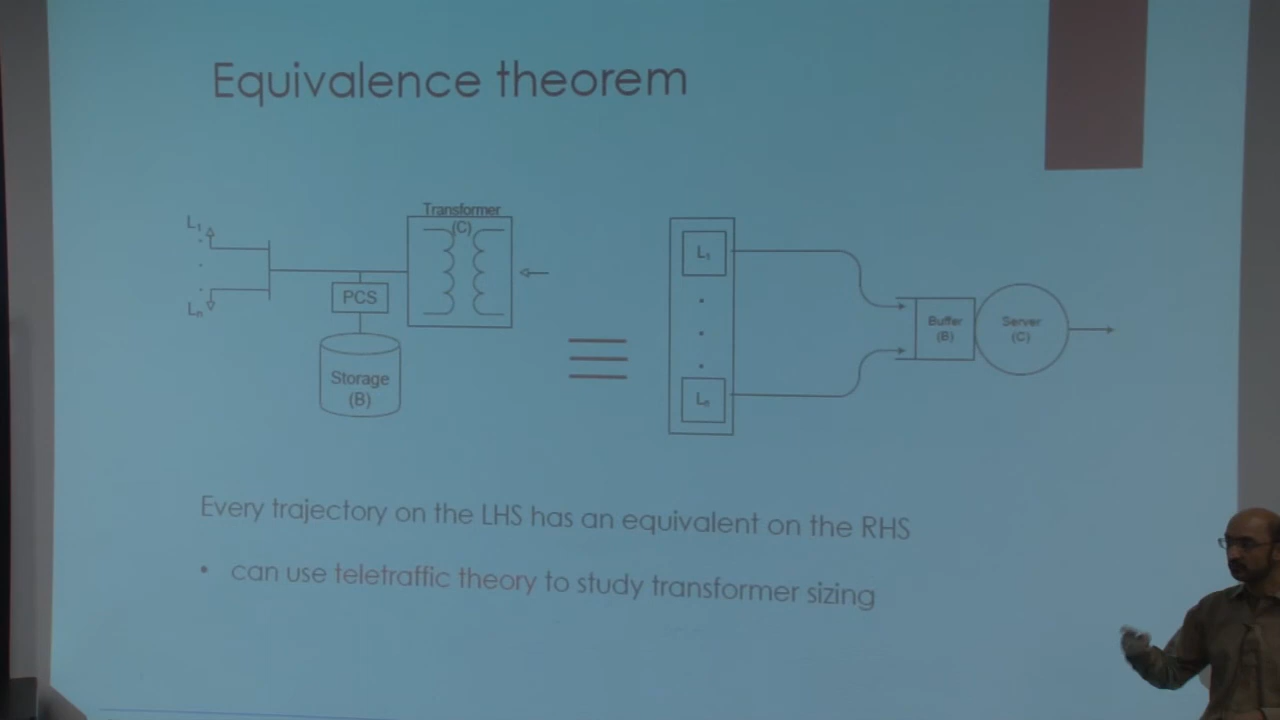 Equivalence theorem
Transformer
(C)
L1
Ln
PCS
Storage
(B)
L1
Ln
Buffer
(B)
Server
(C)
Every trajectory on the LHS has an equivalent on the RHS
• can use teletraffic theory to study transformer sizing